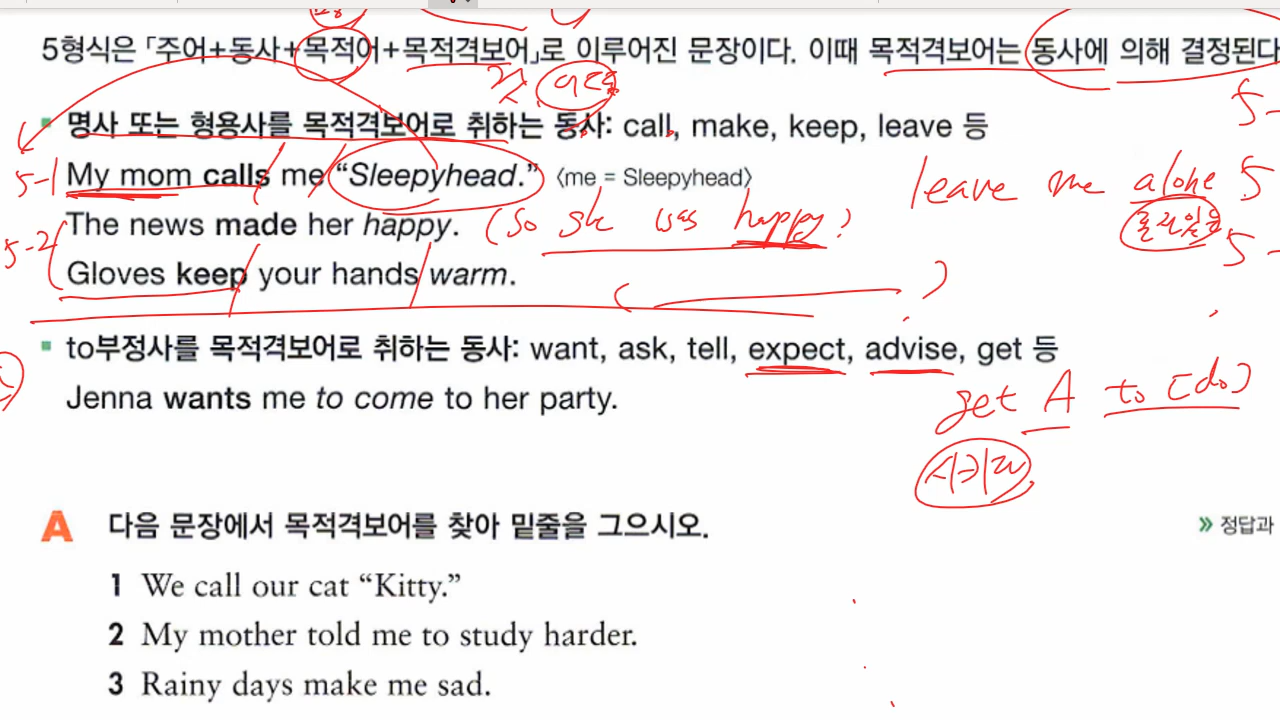 5형식은 「주어+동사+목적어+목적격보어」로 이루어진 문장이다. 이때 목적격보어는 동사에 의해 결정된다
5-
명사 또는 형용사를 목적격보어로 취하는 동사: call, make, keep, leave 등
5-1 My mom calls me “Sleepyhead.” 〈me = Sleepyhead〉 leave me alone 5
The news made her happy. (so she was happy)
5-2
5-
Gloves keep your hands warm. ( )
to부정사를 목적격보어로 취하는 동사: want, ask, tell, expect, advise, get 등
Jenna wants me to come to her party. get A to [do]
A 다음 문장에서 목적격보어를 찾아 밑줄을 그으시오. » 정답과
1 We call our cat “Kitty.”
2 My mother told me to study harder.
3 Rainy days make me sad.